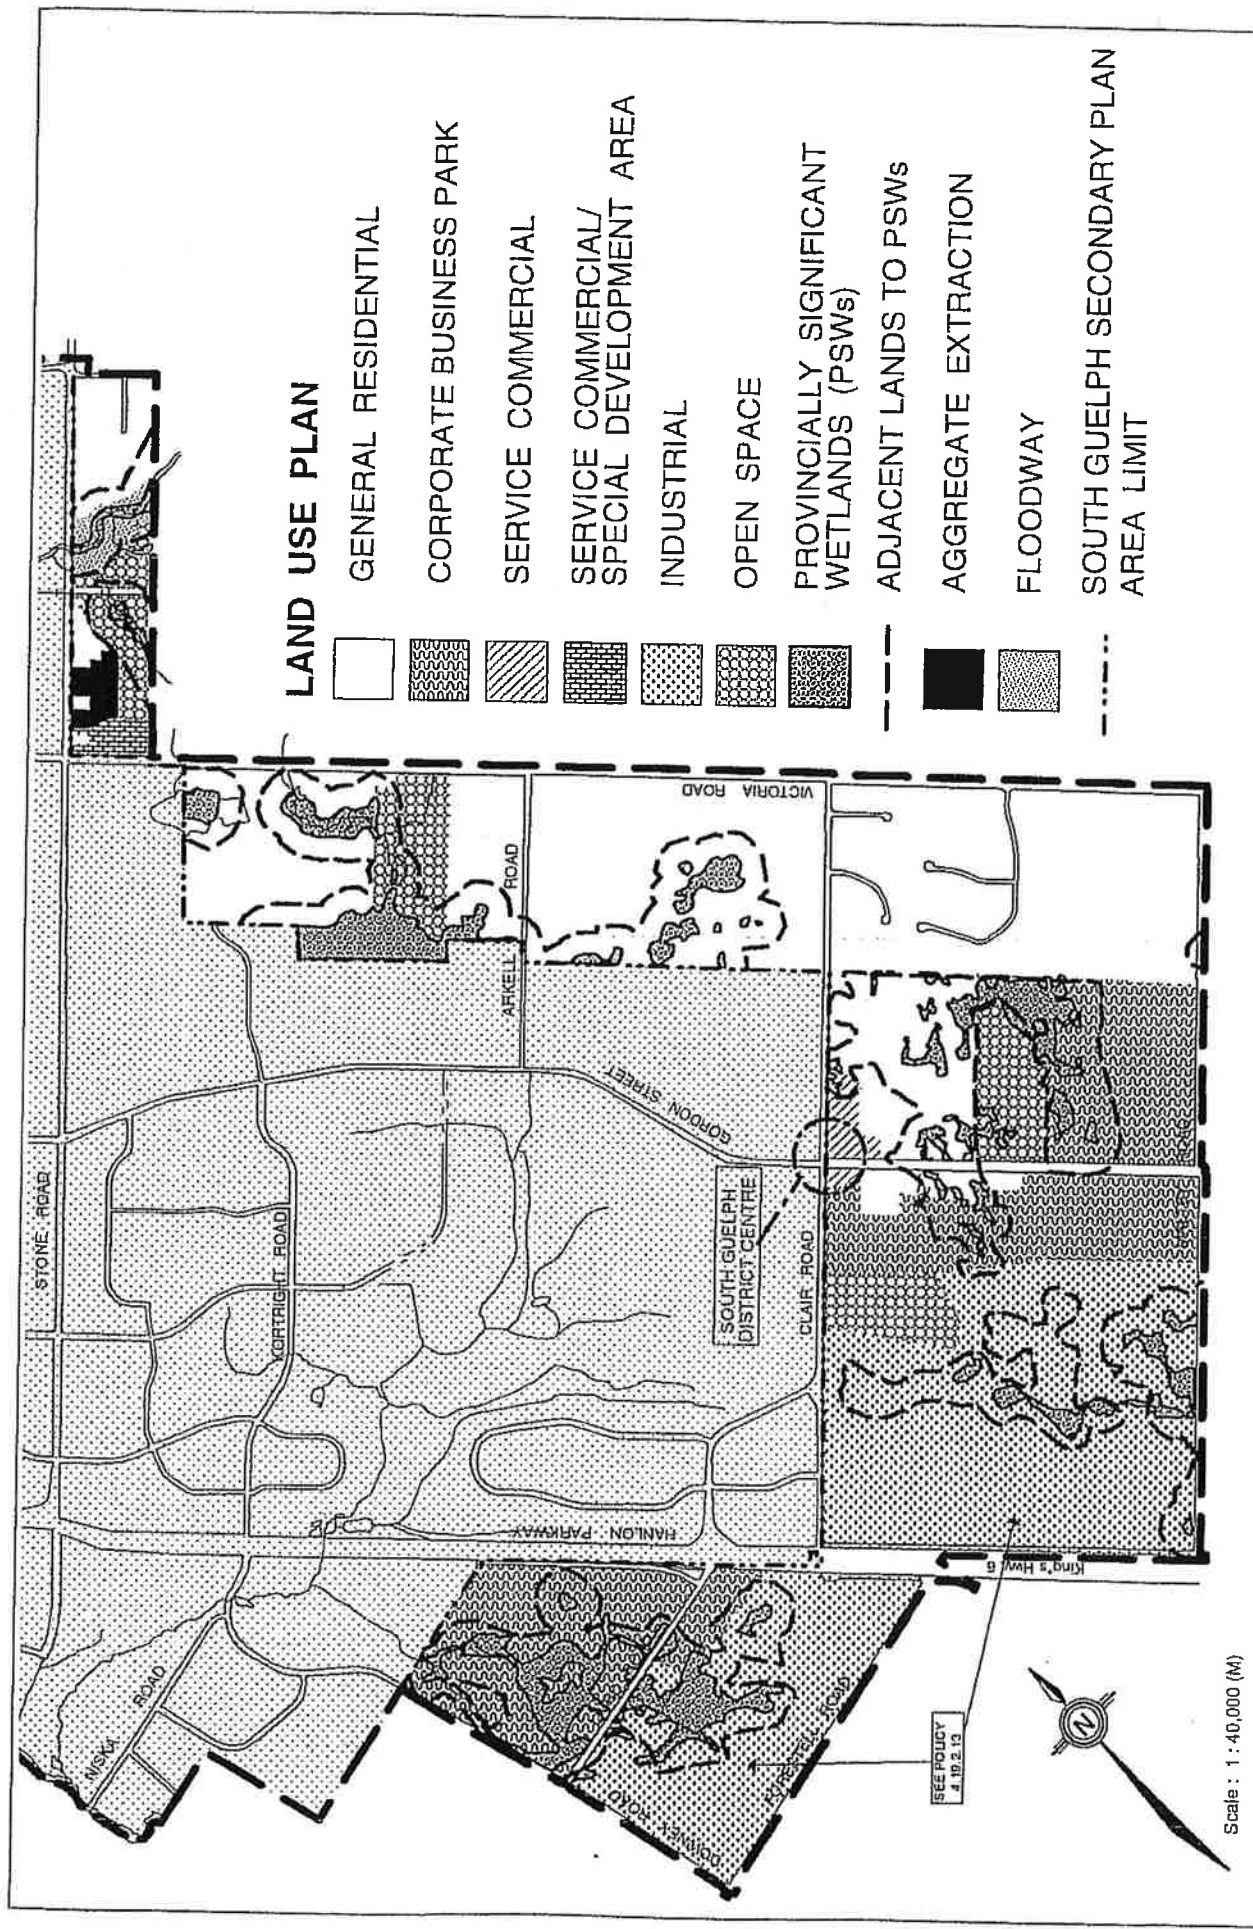 LAND USE PLAN
GENERAL RESIDENTIAL
CORPORATE BUSINESS PARK
SERVICE COMMERCIAL
SERVICE COMMERCIAL/
SPECIAL DEVELOPMENT AREA
INDUSTRIAL
OPEN SPACE
PROVINCIALLY SIGNIFICANT
WETLANDS (PSWs)
ADJACENT LANDS TO PSWs
AGGREGATE EXTRACTION
FLOODWAY
SOUTH GUELPH SECONDARY PLAN
AREA LIMIT
STONE ROAD
NISKA ROAD
KORTRIGHT ROAD
ARKELL ROAD
VICTORIA ROAD
GORDON STREET
SOUTH GUELPH
DISTRICT CENTRE
CLAIR ROAD
HANLON PARKWAY
King's Hwy. 6
DOWNEY ROAD
FORESTELL ROAD
SEE POLICY
4.19.2.13
N
Scale : 1 : 40,000 (M)